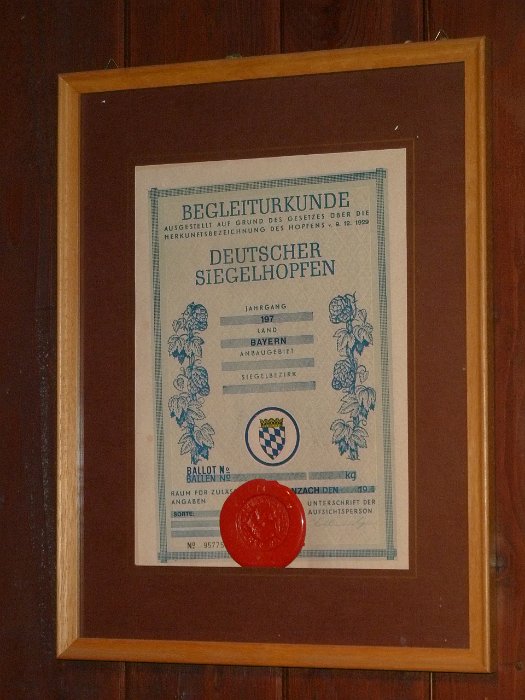 BEGLEITURKUNDE
AUSGESTELLT AUF GRUND DES GESETZES ÜBER DIE
HERKUNFTSBEZEICHNUNG DES HOPFENS v. 9. 12. 1929
DEUTSCHER
SIEGELHOPFEN
JAHRGANG
197
LAND
BAYERN
ANBAUGEBIET
SIEGELBEZIRK
BALLOT No
BALLEN No kg
RAUM FÜR DEN 19
ANGABEN UNTERSCHRIFT DER
SORTE: AUFSICHTSPERSON
No